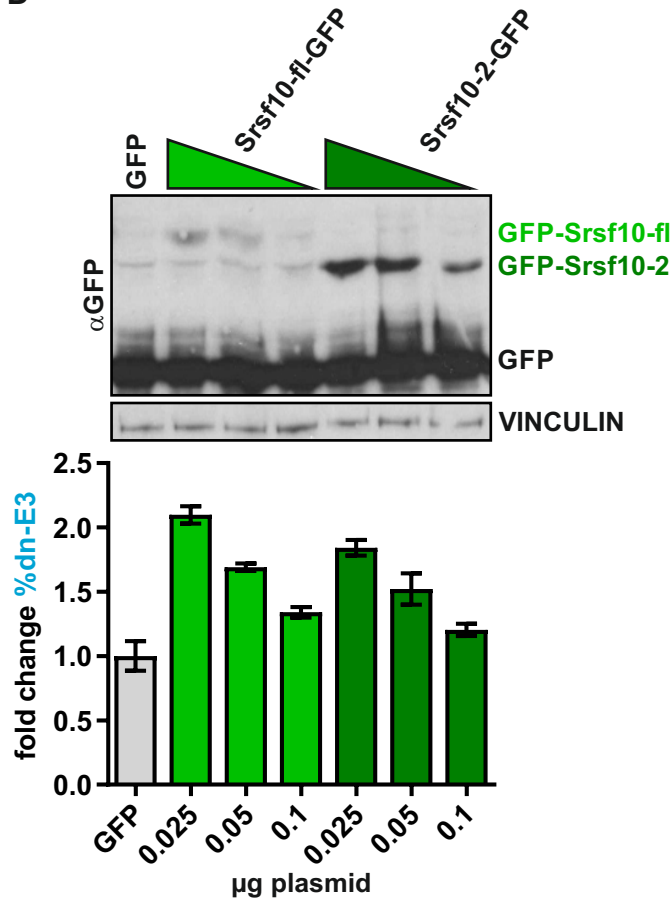 GFP
Srsf10-fl-GFP
Srsf10-2-GFP
αGFP
GFP-Srsf10-fl
GFP-Srsf10-2
GFP
VINCULIN
fold change %dn-E3
2.5
2.0
1.5
1.0
0.5
0.0
GFP 0.025 0.05 0.1 0.025 0.05 0.1
µg plasmid